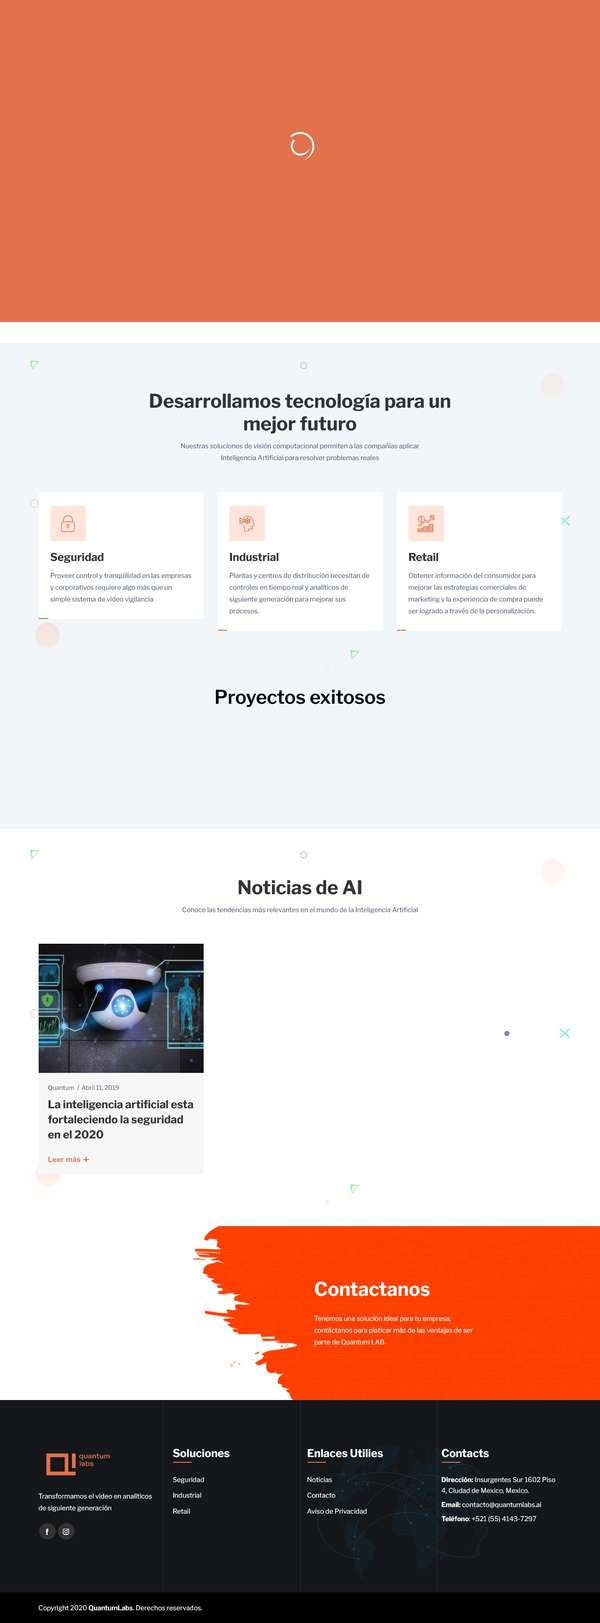 Desarrollamos tecnología para un
mejor futuro
Nuestras soluciones de visión computacional permiten a las compañías aplicar
Inteligencia Artificial para resolver problemas reales
Seguridad
Proveer control y tranquilidad en las empresas
y corporativos requiere algo más que un
simple sistema de video vigilancia
Industrial
Plantas y centros de distribución necesitan de
controles en tiempo real y analíticos de
siguiente generación para mejorar sus
procesos.
Retail
Obtener información del consumidor para
mejorar las estrategias comerciales de
marketing y la experiencia de compra puede
ser logrado a través de la personalización.
Proyectos exitosos
Noticias de AI
Conoce las tendencias más relevantes en el mundo de la Inteligencia Artificial
Quantum / Abril 11, 2019
La inteligencia artificial esta
fortaleciendo la seguridad
en el 2020
Leer más +
Contactanos
Tenemos una solución ideal para tu empresa,
contáctanos para platicar más de las ventajas de ser
parte de Quantum LAB.
quantum
labs
Transformamos el video en analíticos
de siguiente generación
Soluciones
Seguridad
Industrial
Retail
Enlaces Utilies
Noticias
Contacto
Aviso de Privacidad
Contacts
Dirección: Insurgentes Sur 1602 Piso
4, Ciudad de Mexico, Mexico.
Email: contacto@quantumlabs.ai
Teléfono: +521 (55) 4143-7297
Copyright 2020 QuantumLabs. Derechos reservados.